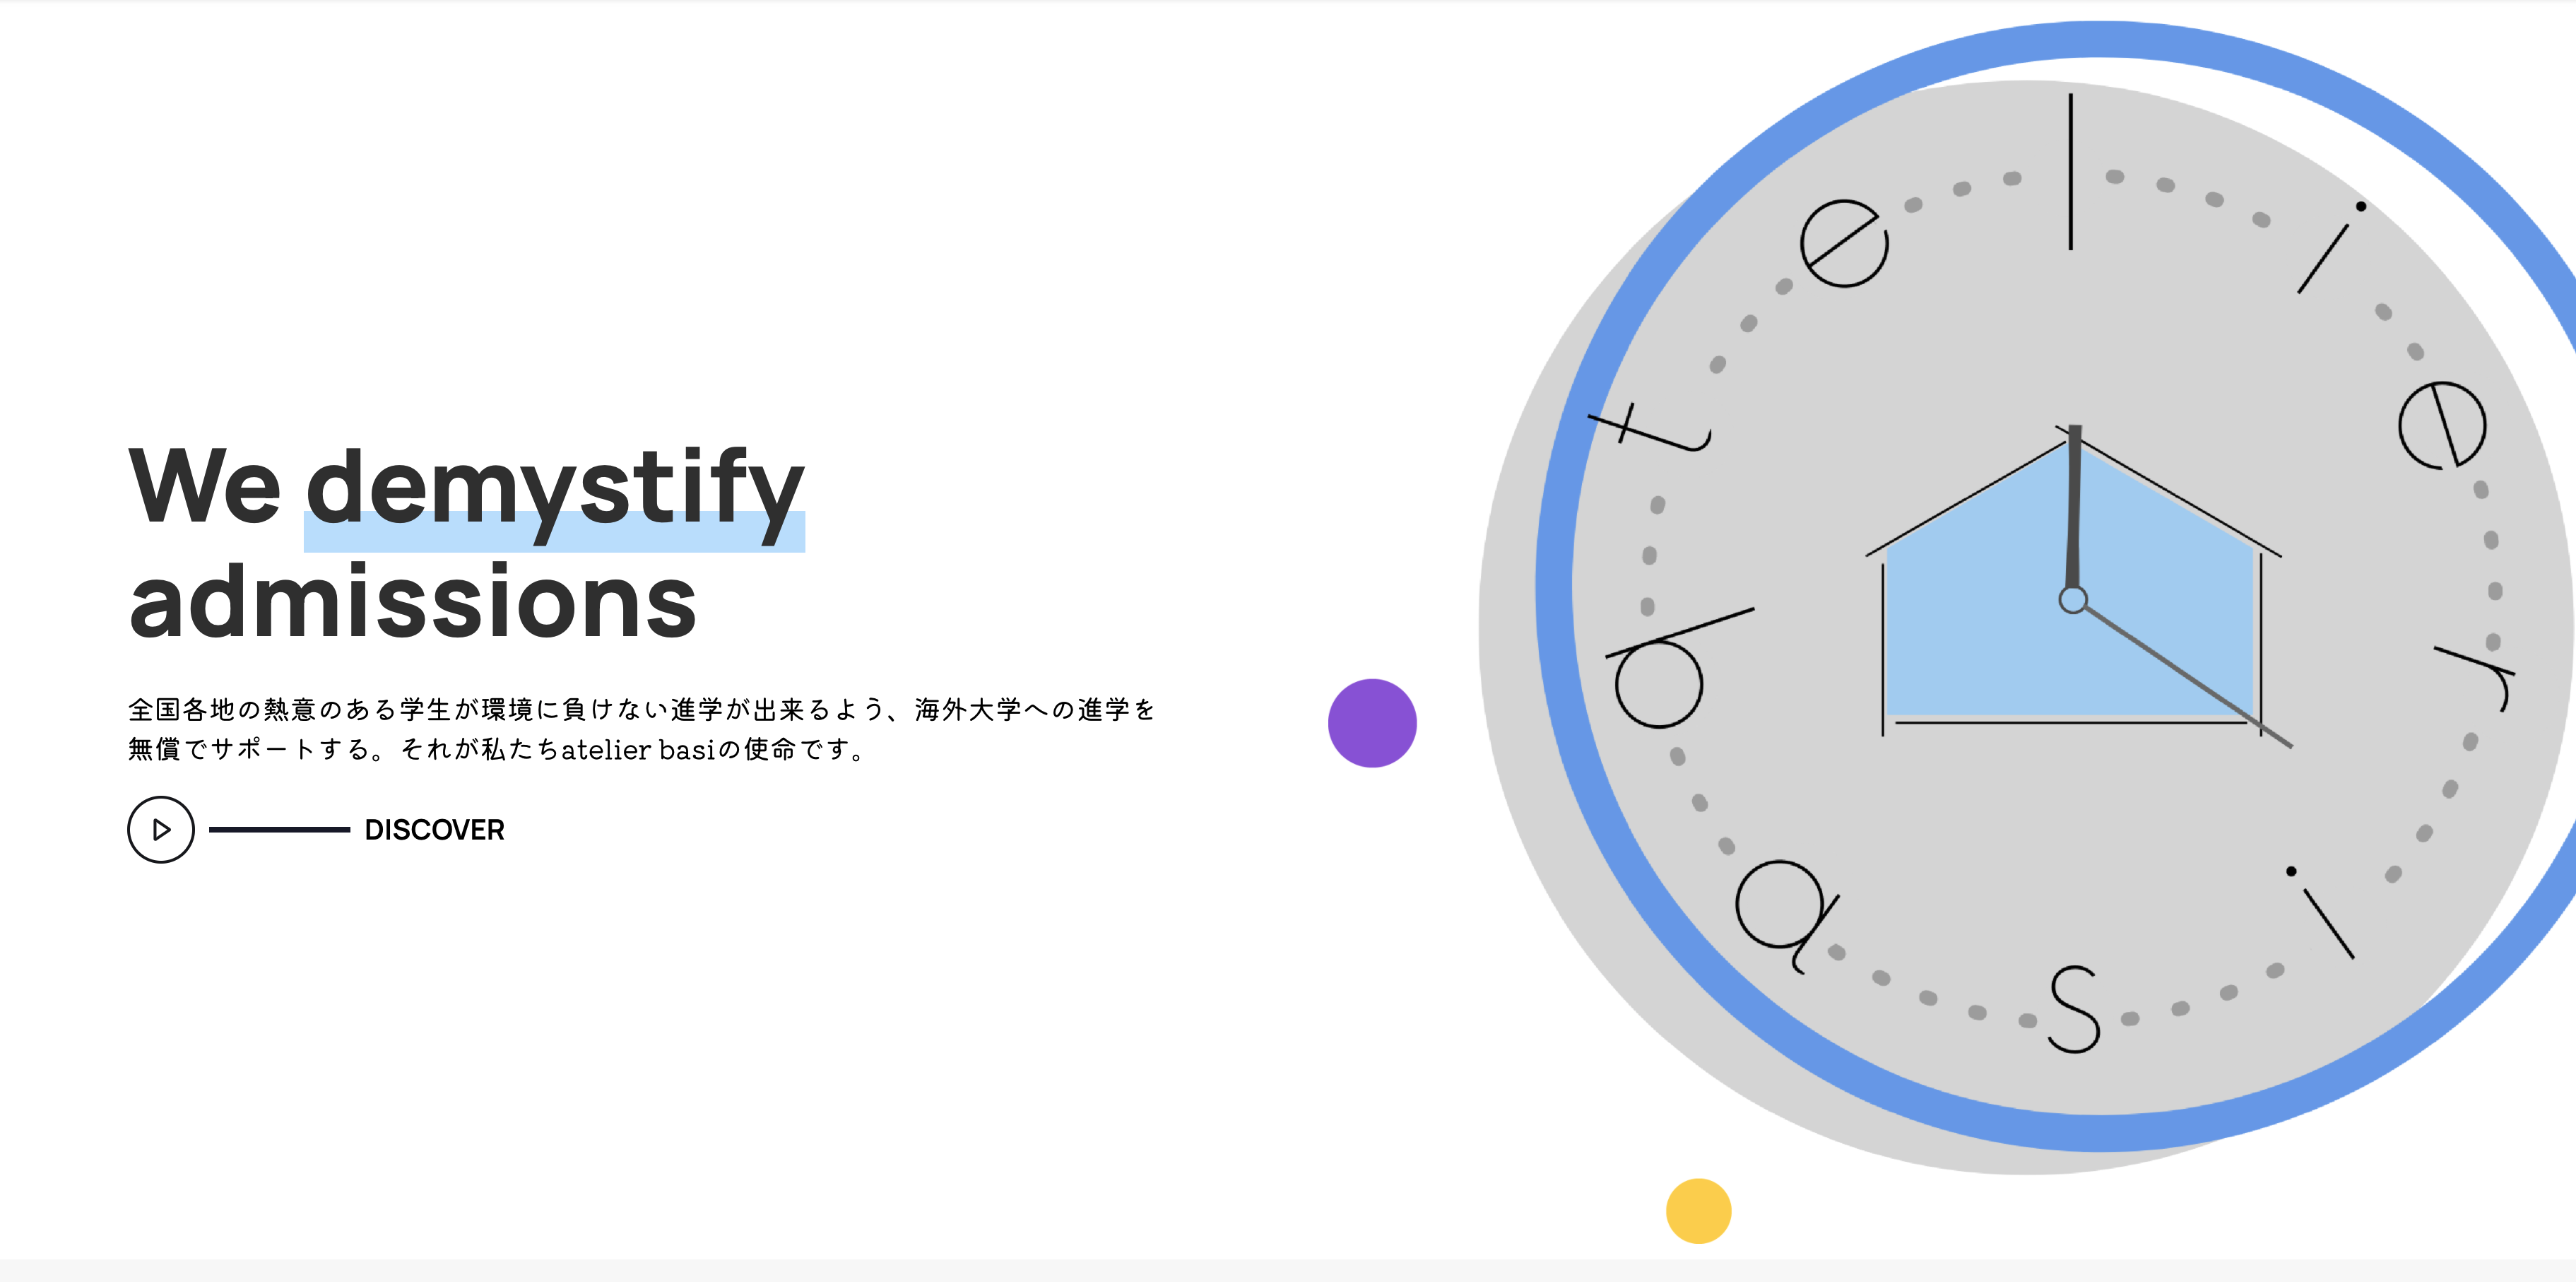 We demystify
admissions
全国各地の熱意のある学生が環境に負けない進学が出来るよう、海外大学への進学を
無償でサポートする。それが私たちatelier basiの使命です。
DISCOVER
atelier basi